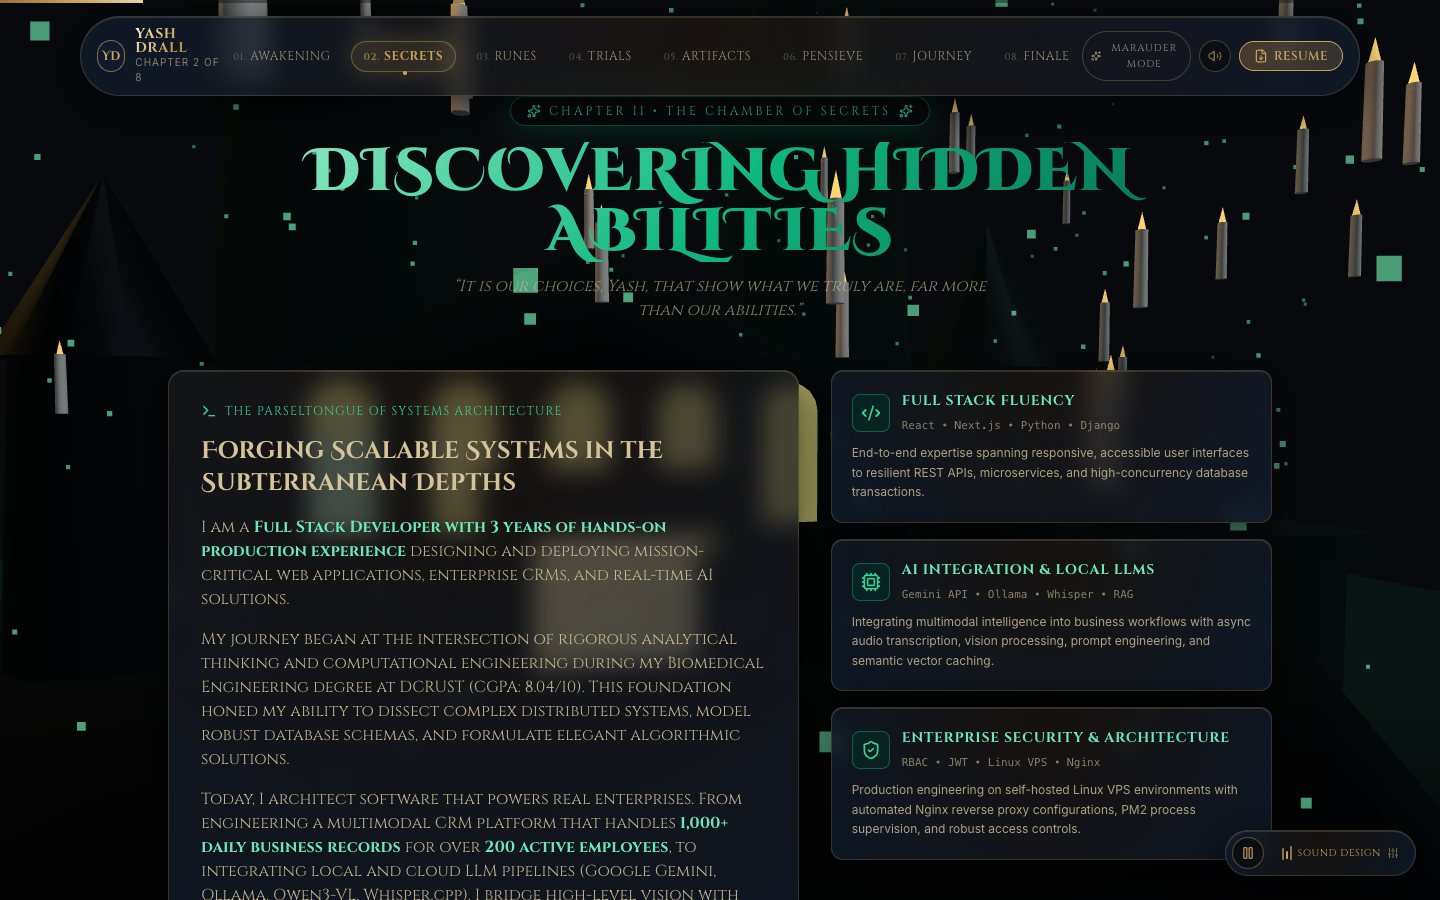 YD
YASH
DRALL
CHAPTER 2 OF
8
01. AWAKENING
02. SECRETS
03. RUNES
04. TRIALS
05. ARTIFACTS
06. PENSIEVE
07. JOURNEY
08. FINALE
MARAUDER
MODE
RESUME
CHAPTER II • THE CHAMBER OF SECRETS
DISCOVERING HIDDEN
ABILITIES
“IT IS OUR CHOICES, YASH, THAT SHOW WHAT WE TRULY ARE, FAR MORE
THAN OUR ABILITIES.”
THE PARSELTONGUE OF SYSTEMS ARCHITECTURE
FORGING SCALABLE SYSTEMS IN THE
SUBTERRANEAN DEPTHS
I AM A FULL STACK DEVELOPER WITH 3 YEARS OF HANDS-ON
PRODUCTION EXPERIENCE DESIGNING AND DEPLOYING MISSION-
CRITICAL WEB APPLICATIONS, ENTERPRISE CRMS, AND REAL-TIME AI
SOLUTIONS.
MY JOURNEY BEGAN AT THE INTERSECTION OF RIGOROUS ANALYTICAL
THINKING AND COMPUTATIONAL ENGINEERING DURING MY BIOMEDICAL
ENGINEERING DEGREE AT DCRUST (CGPA: 8.04/10). THIS FOUNDATION
HONED MY ABILITY TO DISSECT COMPLEX DISTRIBUTED SYSTEMS, MODEL
ROBUST DATABASE SCHEMAS, AND FORMULATE ELEGANT ALGORITHMIC
SOLUTIONS.
TODAY, I ARCHITECT SOFTWARE THAT POWERS REAL ENTERPRISES. FROM
ENGINEERING A MULTIMODAL CRM PLATFORM THAT HANDLES 1,000+
DAILY BUSINESS RECORDS FOR OVER 200 ACTIVE EMPLOYEES, TO
INTEGRATING LOCAL AND CLOUD LLM PIPELINES (GOOGLE GEMINI,
OLLAMA, QWEN3-VL, WHISPER.CPP), I BRIDGE HIGH-LEVEL VISION WITH
FULL STACK FLUENCY
React • Next.js • Python • Django
End-to-end expertise spanning responsive, accessible user interfaces
to resilient REST APIs, microservices, and high-concurrency database
transactions.
AI INTEGRATION & LOCAL LLMS
Gemini API • Ollama • Whisper • RAG
Integrating multimodal intelligence into business workflows with async
audio transcription, vision processing, prompt engineering, and
semantic vector caching.
ENTERPRISE SECURITY & ARCHITECTURE
RBAC • JWT • Linux VPS • Nginx
Production engineering on self-hosted Linux VPS environments with
automated Nginx reverse proxy configurations, PM2 process
supervision, and robust access controls.
SOUND DESIGN